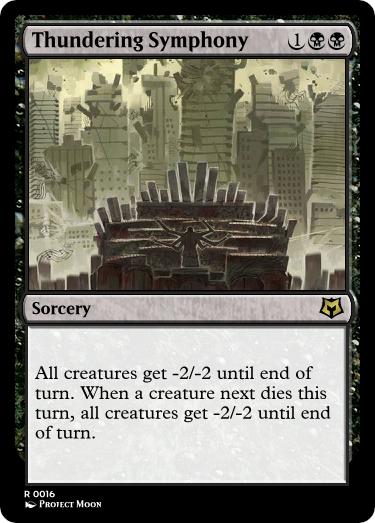 Thundering Symphony 1
Sorcery
All creatures get -2/-2 until end of
turn. When a creature next dies this
turn, all creatures get -2/-2 until end
of turn.
R 0016
Project Moon